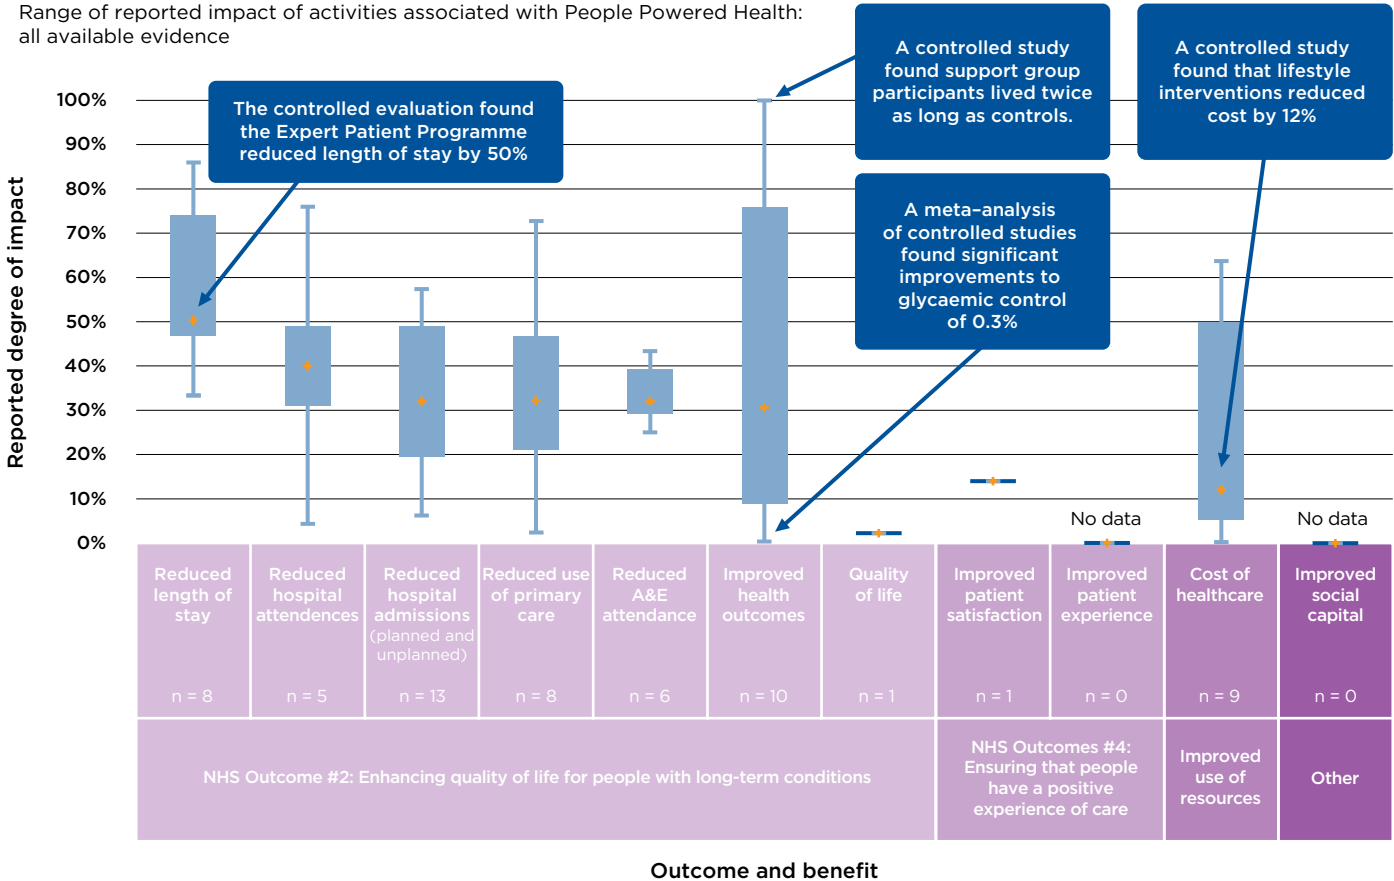 Range of reported impact of activities associated with People Powered Health:
all available evidence
The controlled evaluation found
the Expert Patient Programme
reduced length of stay by 50%
A controlled study
found support group
participants lived twice
as long as controls.
A controlled study
found that lifestyle
interventions reduced
cost by 12%
A meta–analysis
of controlled studies
found significant
improvements to
glycaemic control
of 0.3%
Reported degree of impact
100%
90%
80%
70%
60%
50%
40%
30%
20%
10%
0%
No data
No data
Reduced
length of
stay
n = 8
Reduced
hospital
attendences
n = 5
Reduced
hospital
admissions
(planned and
unplanned)
n = 13
Reduced use
of primary
care
n = 8
Reduced
A&E
attendance
n = 6
Improved
health
outcomes
n = 10
Quality
of life
n = 1
Improved
patient
satisfaction
n = 1
Improved
patient
experience
n = 0
Cost of
healthcare
n = 9
Improved
social
capital
n = 0
NHS Outcome #2: Enhancing quality of life for people with long-term conditions
NHS Outcomes #4:
Ensuring that people
have a positive
experience of care
Improved
use of
resources
Other
Outcome and benefit